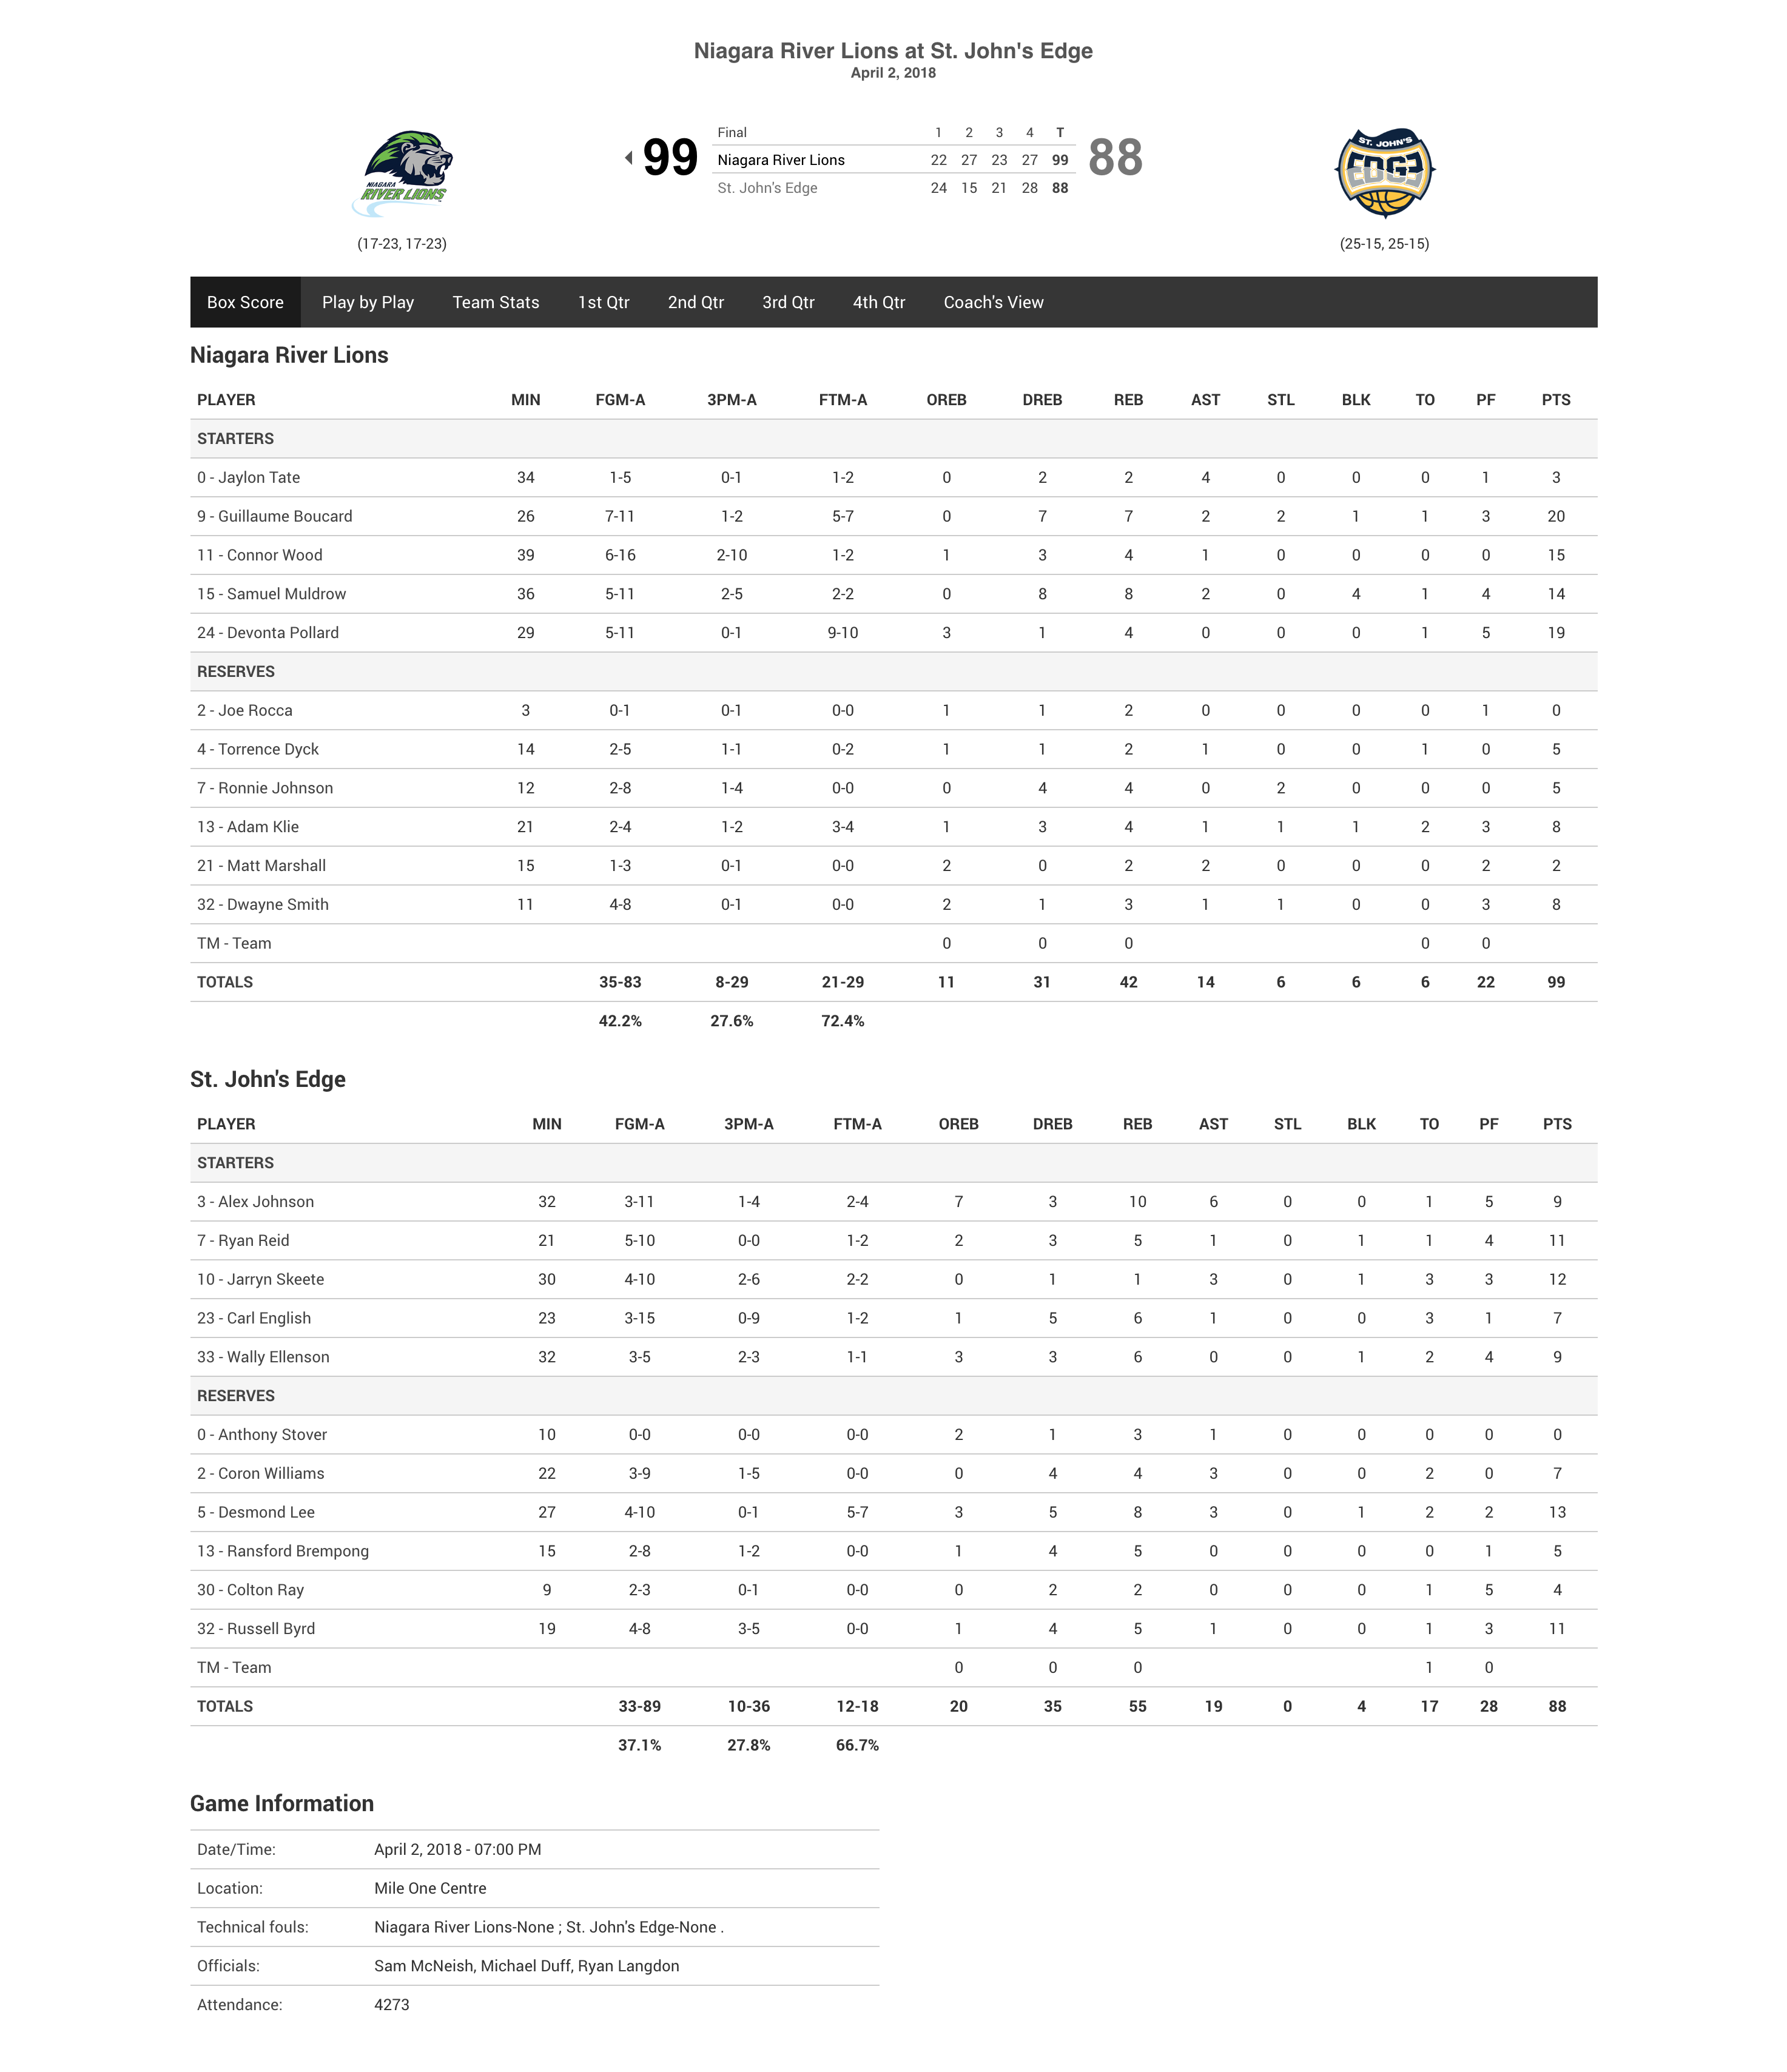 Niagara River Lions at St. John's Edge
April 2, 2018
NIAGARA
RIVER LIONS
ST. JOHN'S
EDGE
99
Final 1 2 3 4 T
Niagara River Lions 22 27 23 27 99
St. John's Edge 24 15 21 28 88
88
(17-23, 17-23)
(25-15, 25-15)
Box Score Play by Play Team Stats 1st Qtr 2nd Qtr 3rd Qtr 4th Qtr Coach's View
Niagara River Lions
PLAYER MIN FGM-A 3PM-A FTM-A OREB DREB REB AST STL BLK TO PF PTS
STARTERS
0 - Jaylon Tate 34 1-5 0-1 1-2 0 2 2 4 0 0 0 1 3
9 - Guillaume Boucard 26 7-11 1-2 5-7 0 7 7 2 2 1 1 3 20
11 - Connor Wood 39 6-16 2-10 1-2 1 3 4 1 0 0 0 0 15
15 - Samuel Muldrow 36 5-11 2-5 2-2 0 8 8 2 0 4 1 4 14
24 - Devonta Pollard 29 5-11 0-1 9-10 3 1 4 0 0 0 1 5 19
RESERVES
2 - Joe Rocca 3 0-1 0-1 0-0 1 1 2 0 0 0 0 1 0
4 - Torrence Dyck 14 2-5 1-1 0-2 1 1 2 1 0 0 1 0 5
7 - Ronnie Johnson 12 2-8 1-4 0-0 0 4 4 0 2 0 0 0 5
13 - Adam Klie 21 2-4 1-2 3-4 1 3 4 1 1 1 2 3 8
21 - Matt Marshall 15 1-3 0-1 0-0 2 0 2 2 0 0 0 2 2
32 - Dwayne Smith 11 4-8 0-1 0-0 2 1 3 1 1 0 0 3 8
TM - Team 0 0 0 0 0
TOTALS 35-83 8-29 21-29 11 31 42 14 6 6 6 22 99
42.2% 27.6% 72.4%
St. John's Edge
PLAYER MIN FGM-A 3PM-A FTM-A OREB DREB REB AST STL BLK TO PF PTS
STARTERS
3 - Alex Johnson 32 3-11 1-4 2-4 7 3 10 6 0 0 1 5 9
7 - Ryan Reid 21 5-10 0-0 1-2 2 3 5 1 0 1 1 4 11
10 - Jarryn Skeete 30 4-10 2-6 2-2 0 1 1 3 0 1 3 3 12
23 - Carl English 23 3-15 0-9 1-2 1 5 6 1 0 0 3 1 7
33 - Wally Ellenson 32 3-5 2-3 1-1 3 3 6 0 0 1 2 4 9
RESERVES
0 - Anthony Stover 10 0-0 0-0 0-0 2 1 3 1 0 0 0 0 0
2 - Coron Williams 22 3-9 1-5 0-0 0 4 4 3 0 0 2 0 7
5 - Desmond Lee 27 4-10 0-1 5-7 3 5 8 3 0 1 2 2 13
13 - Ransford Brempong 15 2-8 1-2 0-0 1 4 5 0 0 0 0 1 5
30 - Colton Ray 9 2-3 0-1 0-0 0 2 2 0 0 0 1 5 4
32 - Russell Byrd 19 4-8 3-5 0-0 1 4 5 1 0 0 1 3 11
TM - Team 0 0 0 1 0
TOTALS 33-89 10-36 12-18 20 35 55 19 0 4 17 28 88
37.1% 27.8% 66.7%
Game Information
Date/Time: April 2, 2018 - 07:00 PM
Location: Mile One Centre
Technical fouls: Niagara River Lions-None ; St. John's Edge-None .
Officials: Sam McNeish, Michael Duff, Ryan Langdon
Attendance: 4273